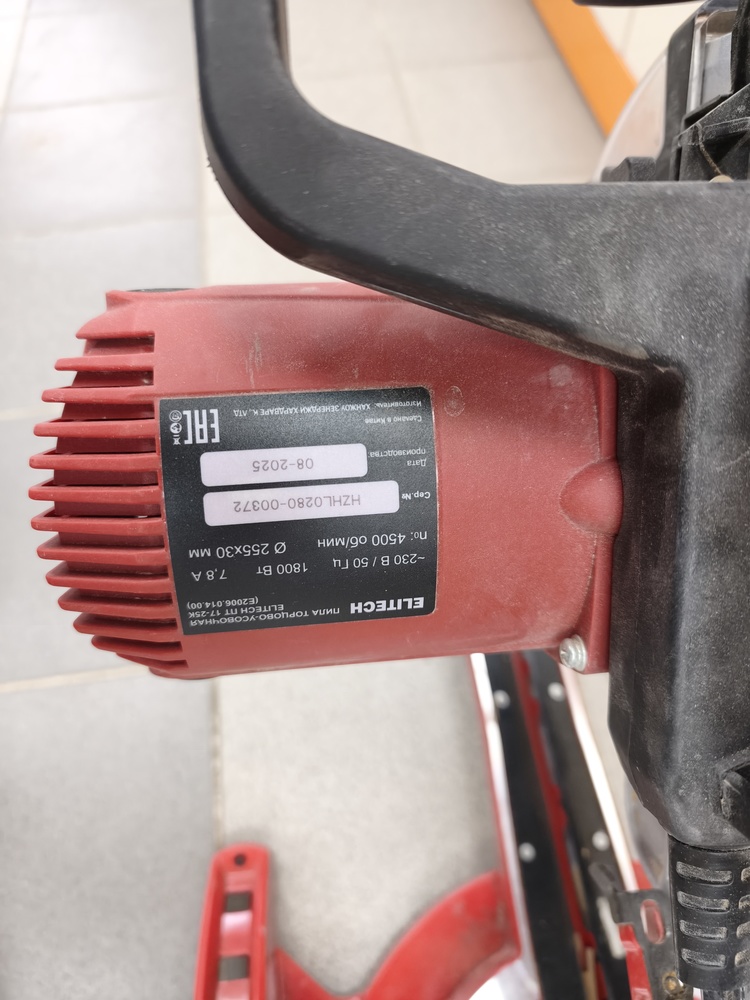 ELITECH ПИЛА ТОРЦОВО-УСОВОЧНАЯ
ELITECH ПТ 17-25К
(E2006.014.00)
~230 В / 50 Гц 1800 Вт 7,8 А
n₀: 4500 об/мин Ø 255х30 мм
Сер.№ HZHL0280-00372
Дата
производства: 08-2025
Сделано в Китае
Изготовитель: ХАНЖОУ ЗЕНЕРДЖИ ХАРДВАРЕ К. ЛТД
EAC